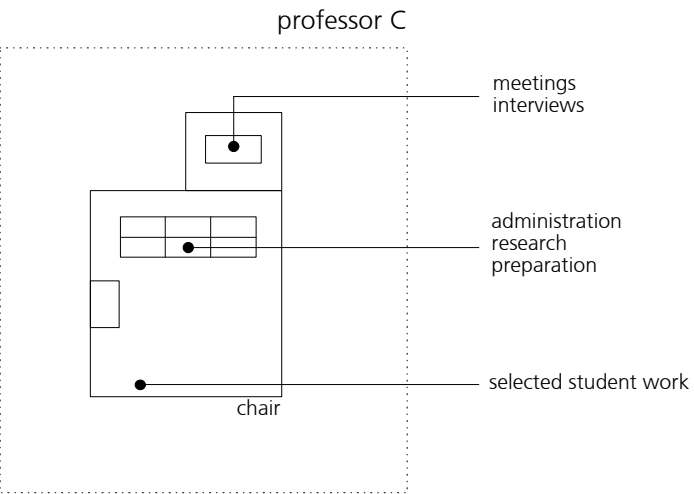 professor C
meetings
interviews
administration
research
preparation
selected student work
chair